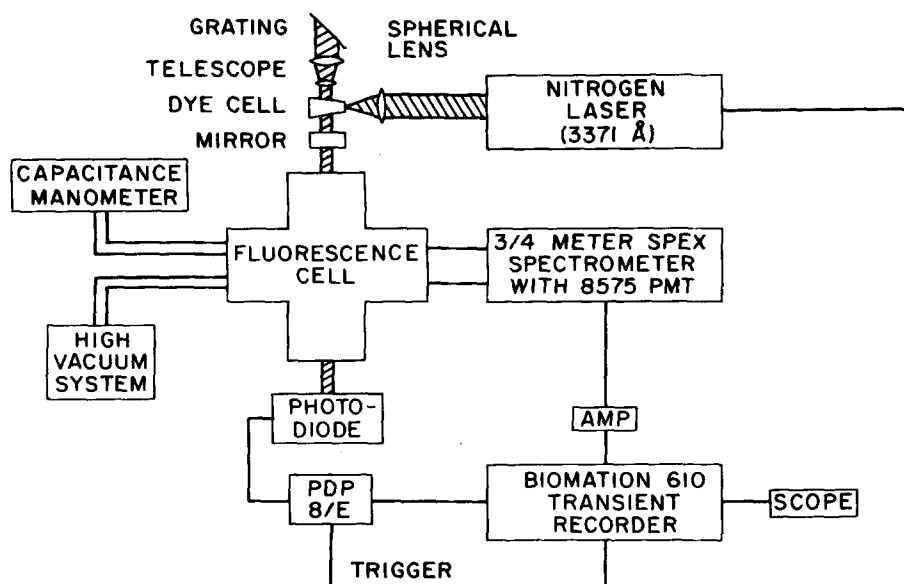 GRATING
SPHERICAL
LENS
TELESCOPE
DYE CELL
MIRROR
NITROGEN
LASER
(3371 Å)
CAPACITANCE
MANOMETER
FLUORESCENCE
CELL
3/4 METER SPEX
SPECTROMETER
WITH 8575 PMT
HIGH
VACUUM
SYSTEM
PHOTO-
DIODE
AMP
PDP
8/E
BIOMATION 610
TRANSIENT
RECORDER
SCOPE
TRIGGER